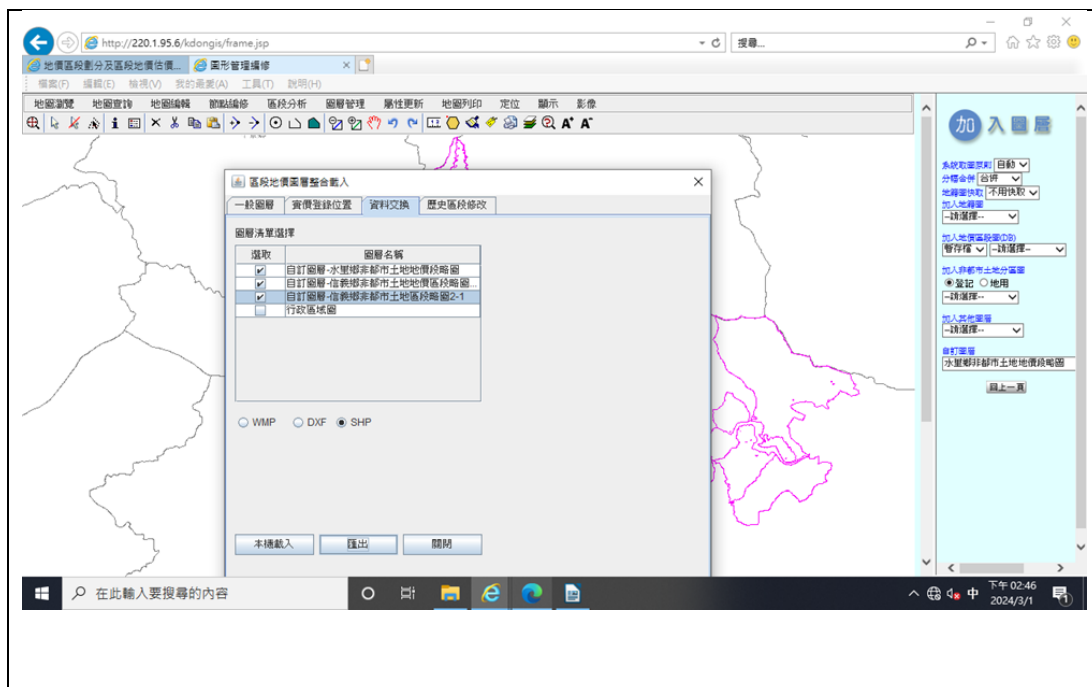 http://220.1.95.6/kdongis/frame.jsp
搜尋...
地價區段劃分及區段地價估價...
圖形管理編修
檔案(F) 編輯(E) 檢視(V) 我的最愛(A) 工具(T) 說明(H)
地圖瀏覽 地圖查詢 地圖編輯 節點編修 區段分析 圖層管理 屬性更新 地圖列印 定位 顯示 影像
A+ A-
區段地價圖層整合載入
一般圖層 實價登錄位置 資料交換 歷史區段修改
圖層清單選擇
選取 圖層名稱
自訂圖層-水里鄉非都市土地地價段略圖
自訂圖層-信義鄉非都市土地地價區段略圖...
自訂圖層-信義鄉非都市土地區段略圖2-1
行政區域圖
WMP DXF SHP
本機載入 匯出 關閉
加入圖層
系統取圖原則 自動
分幅合併 合併
地籍圖快取 不用快取
加入地籍圖
--請選擇--
加入地價區段圖(DB)
暫存檔 --請選擇--
加入非都市土地分區圖
登記 地用
--請選擇--
加入其他圖層
--請選擇--
自訂圖層
水里鄉非都市土地地價段略圖
回上一頁
在此輸入要搜尋的內容
中
下午 02:46
2024/3/1
1